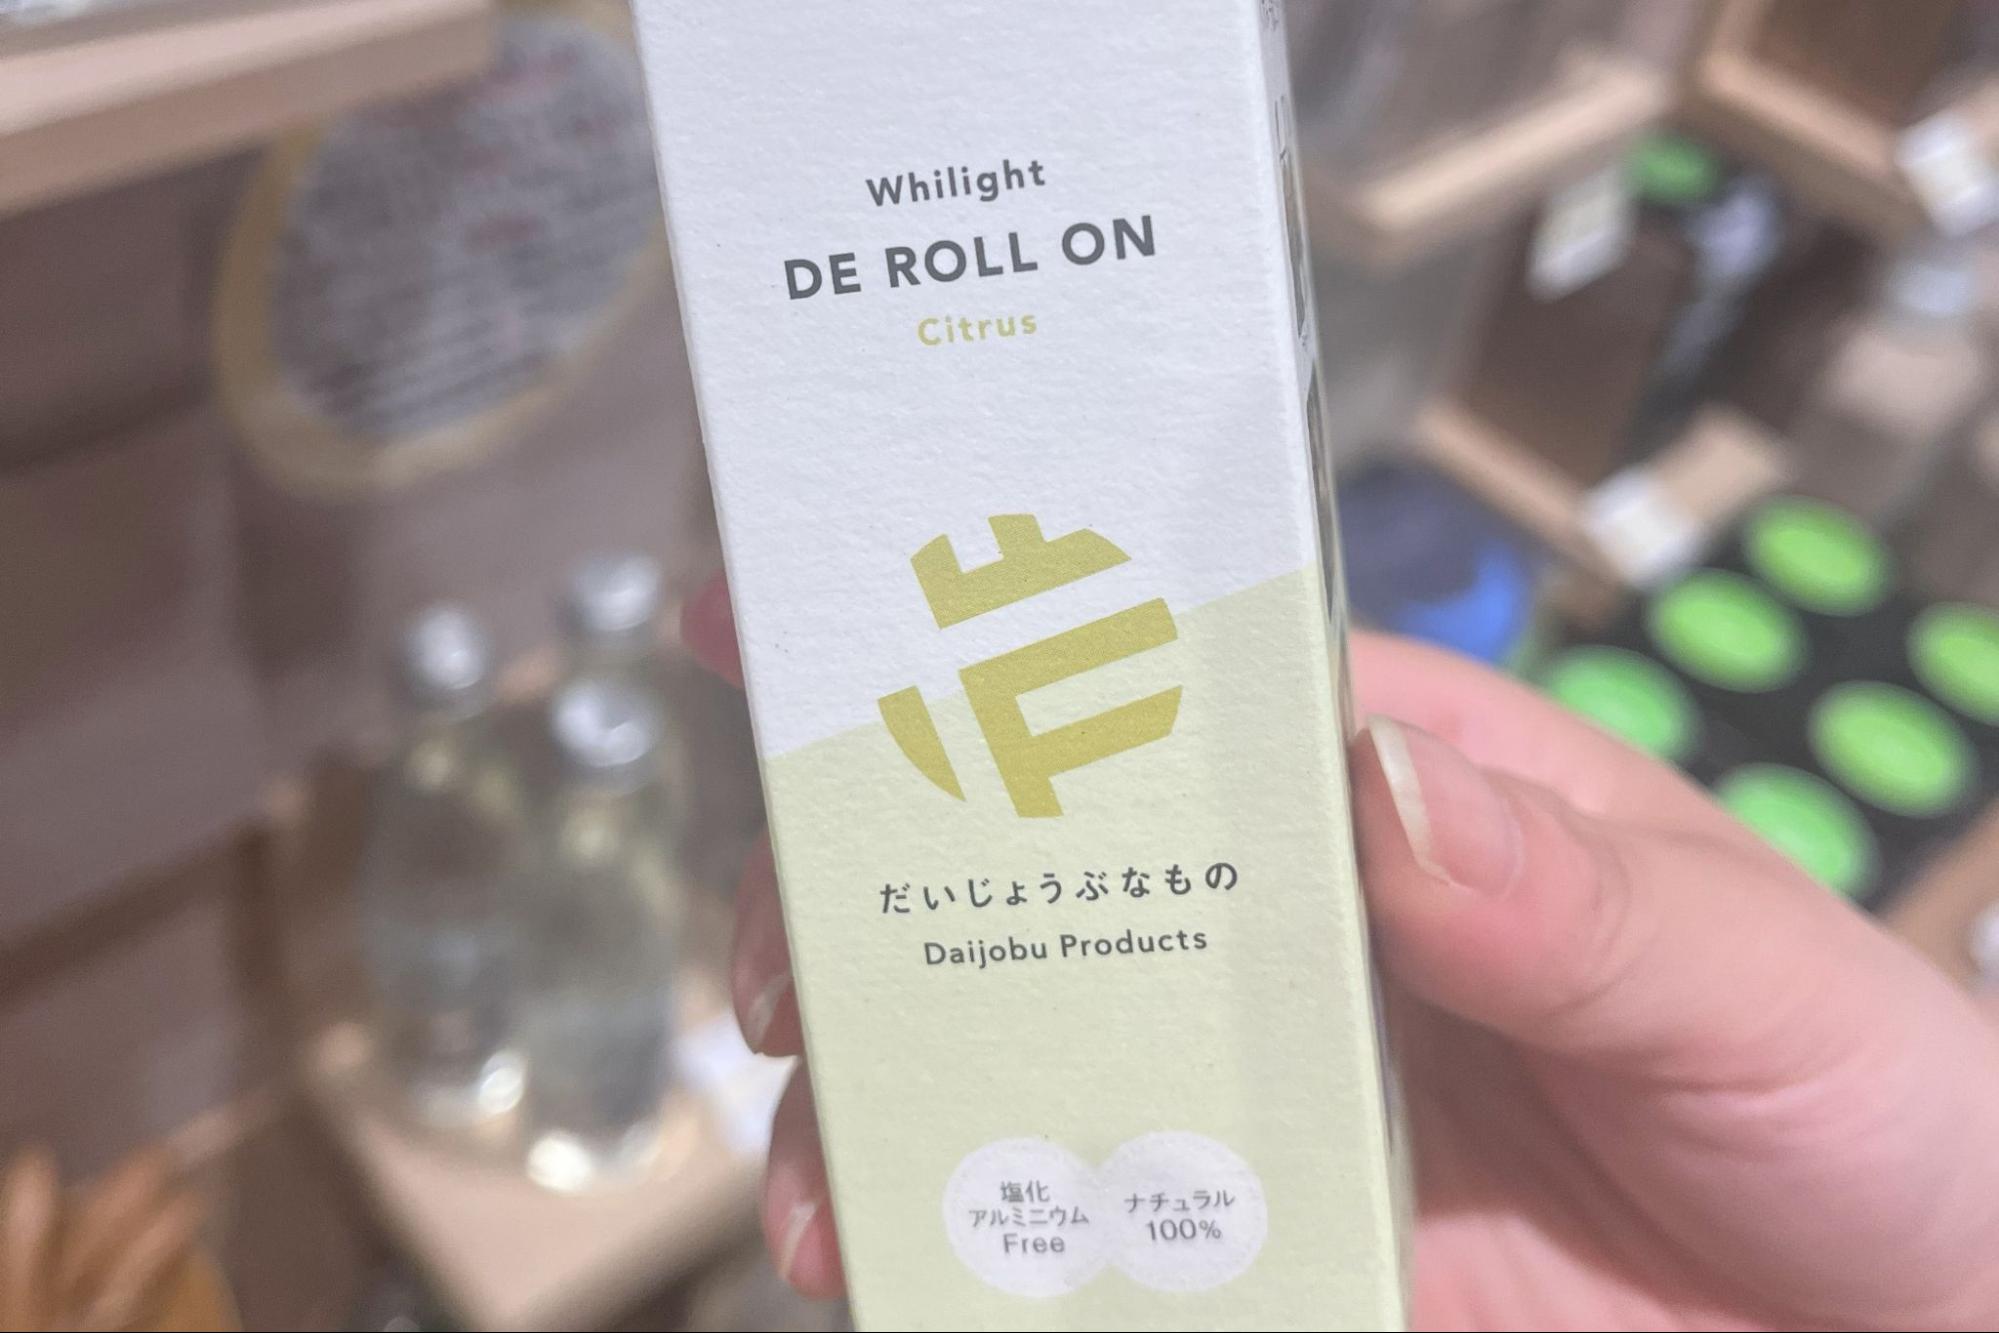 Whilight
DE ROLL ON
Citrus
だいじょうぶなもの
Daijobu Products
塩化
アルミニウム
Free
ナチュラル
100%